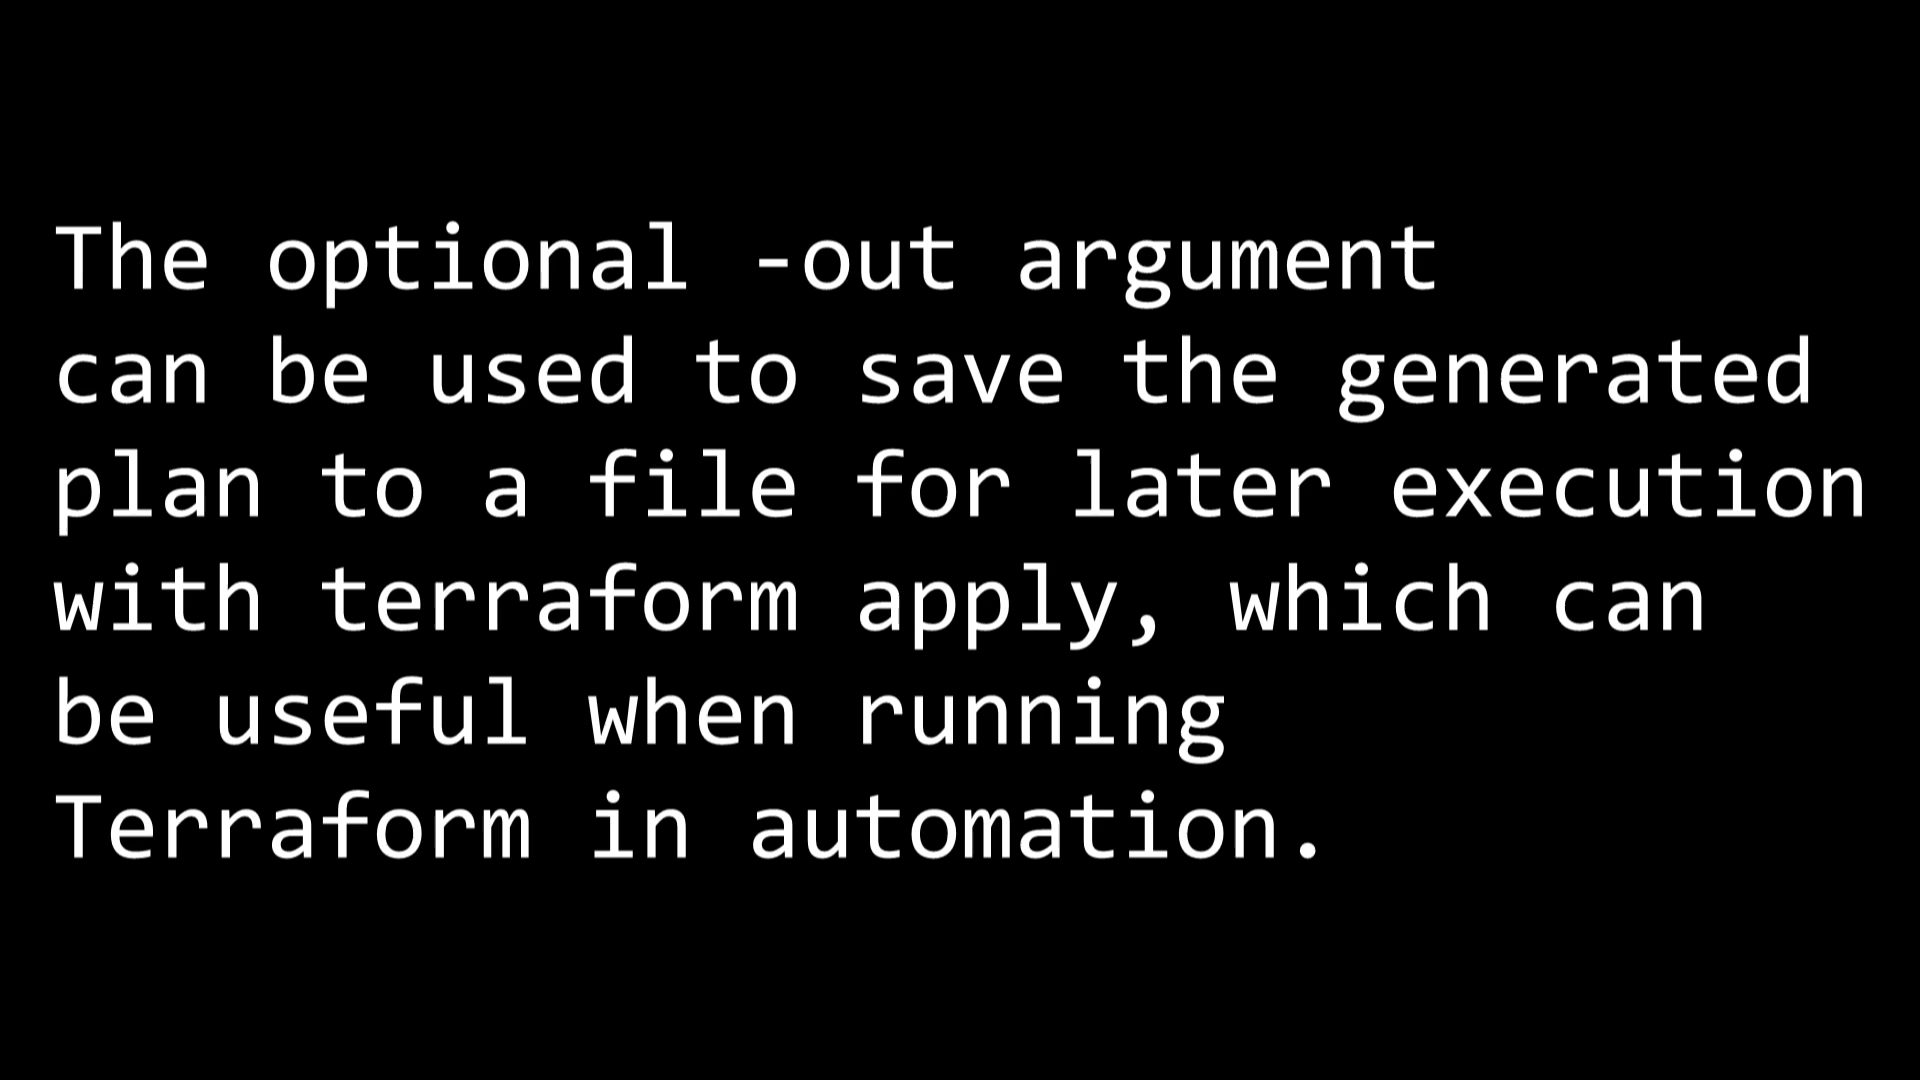 The optional -out argument
can be used to save the generated
plan to a file for later execution
with terraform apply, which can
be useful when running
Terraform in automation.